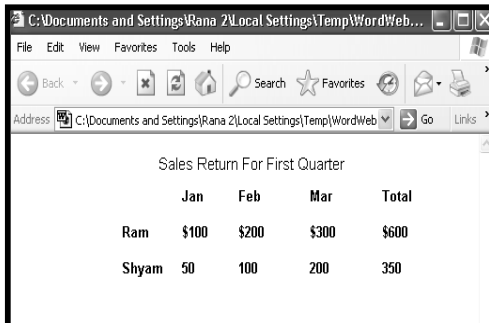 C:\Documents and Settings\Rana 2\Local Settings\Temp\WordWeb...
File Edit View Favorites Tools Help
Back Search Favorites
Address C:\Documents and Settings\Rana 2\Local Settings\Temp\WordWeb Go Links
Sales Return For First Quarter
Jan Feb Mar Total
Ram $100 $200 $300 $600
Shyam 50 100 200 350